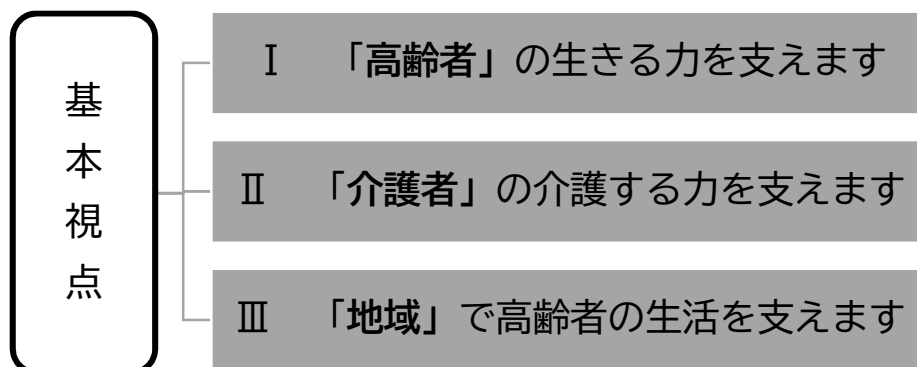 基本視点
Ⅰ 「高齢者」の生きる力を支えます
Ⅱ 「介護者」の介護する力を支えます
Ⅲ 「地域」で高齢者の生活を支えます